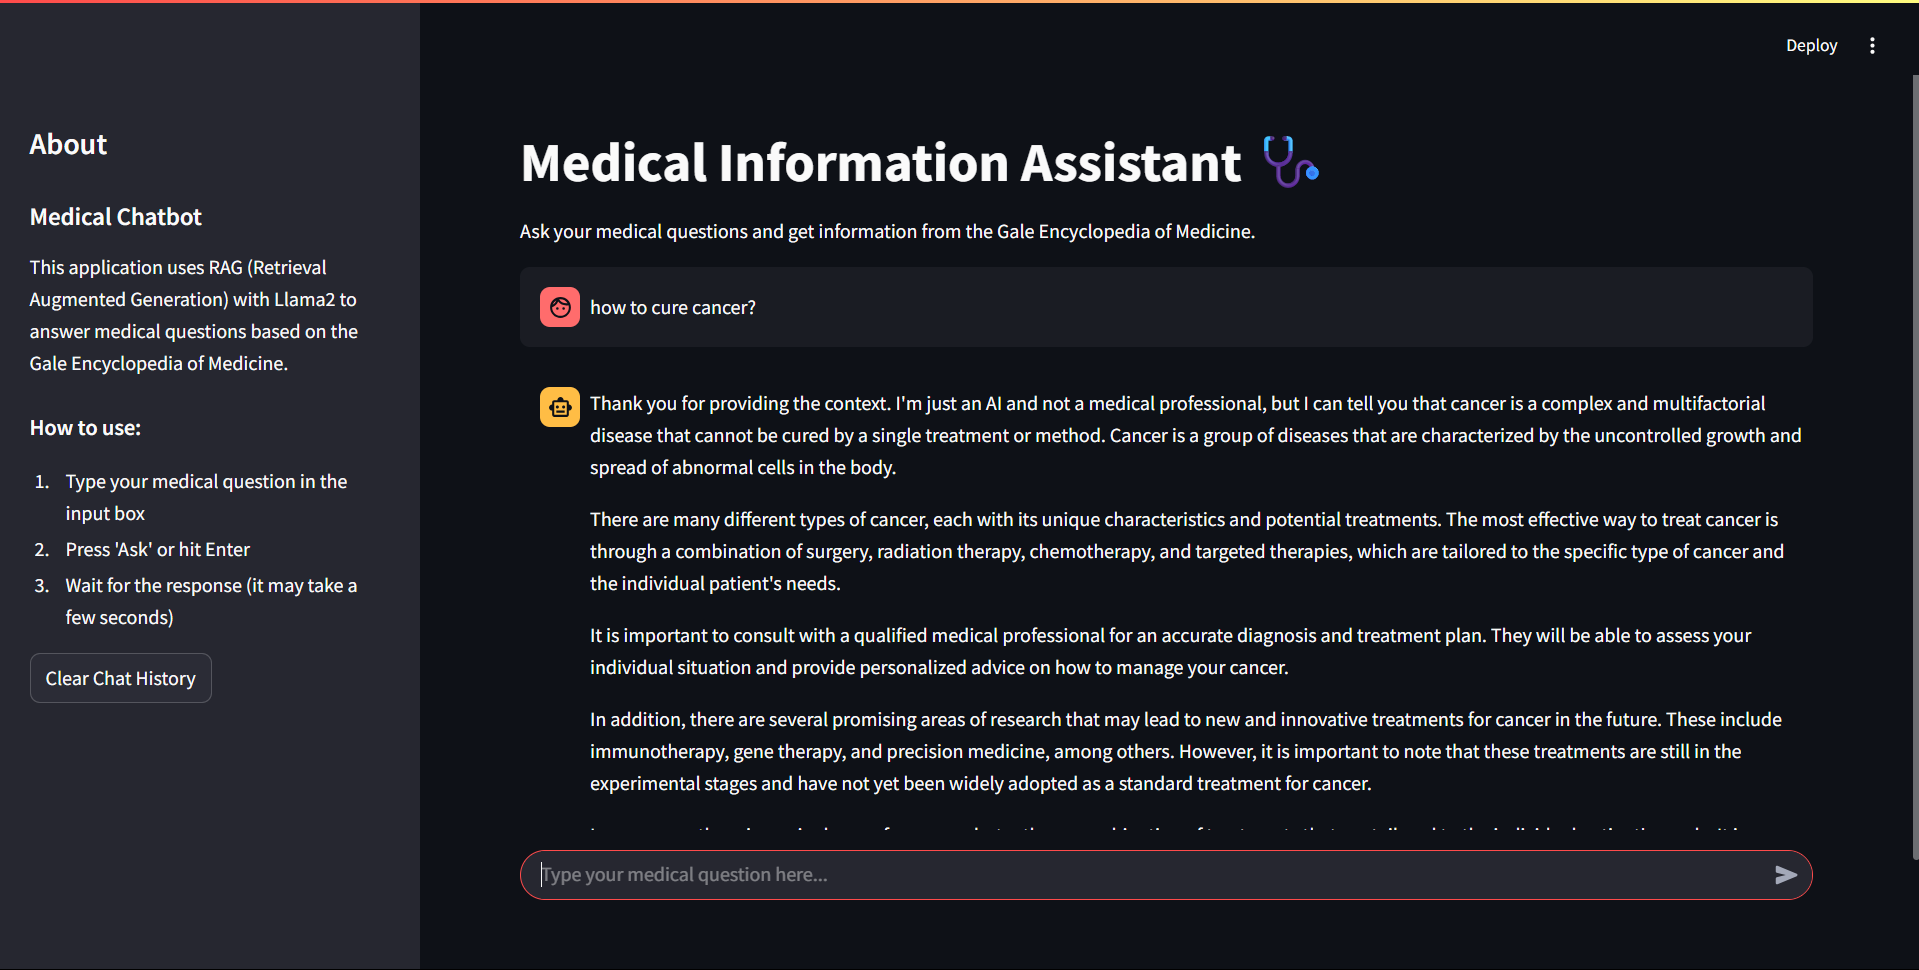 Deploy
About
Medical Chatbot
This application uses RAG (Retrieval
Augmented Generation) with Llama2 to
answer medical questions based on the
Gale Encyclopedia of Medicine.
How to use:
1. Type your medical question in the
input box
2. Press 'Ask' or hit Enter
3. Wait for the response (it may take a
few seconds)
Clear Chat History
Medical Information Assistant
Ask your medical questions and get information from the Gale Encyclopedia of Medicine.
how to cure cancer?
Thank you for providing the context. I'm just an AI and not a medical professional, but I can tell you that cancer is a complex and multifactorial
disease that cannot be cured by a single treatment or method. Cancer is a group of diseases that are characterized by the uncontrolled growth and
spread of abnormal cells in the body.
There are many different types of cancer, each with its unique characteristics and potential treatments. The most effective way to treat cancer is
through a combination of surgery, radiation therapy, chemotherapy, and targeted therapies, which are tailored to the specific type of cancer and
the individual patient's needs.
It is important to consult with a qualified medical professional for an accurate diagnosis and treatment plan. They will be able to assess your
individual situation and provide personalized advice on how to manage your cancer.
In addition, there are several promising areas of research that may lead to new and innovative treatments for cancer in the future. These include
immunotherapy, gene therapy, and precision medicine, among others. However, it is important to note that these treatments are still in the
experimental stages and have not yet been widely adopted as a standard treatment for cancer.
Type your medical question here...